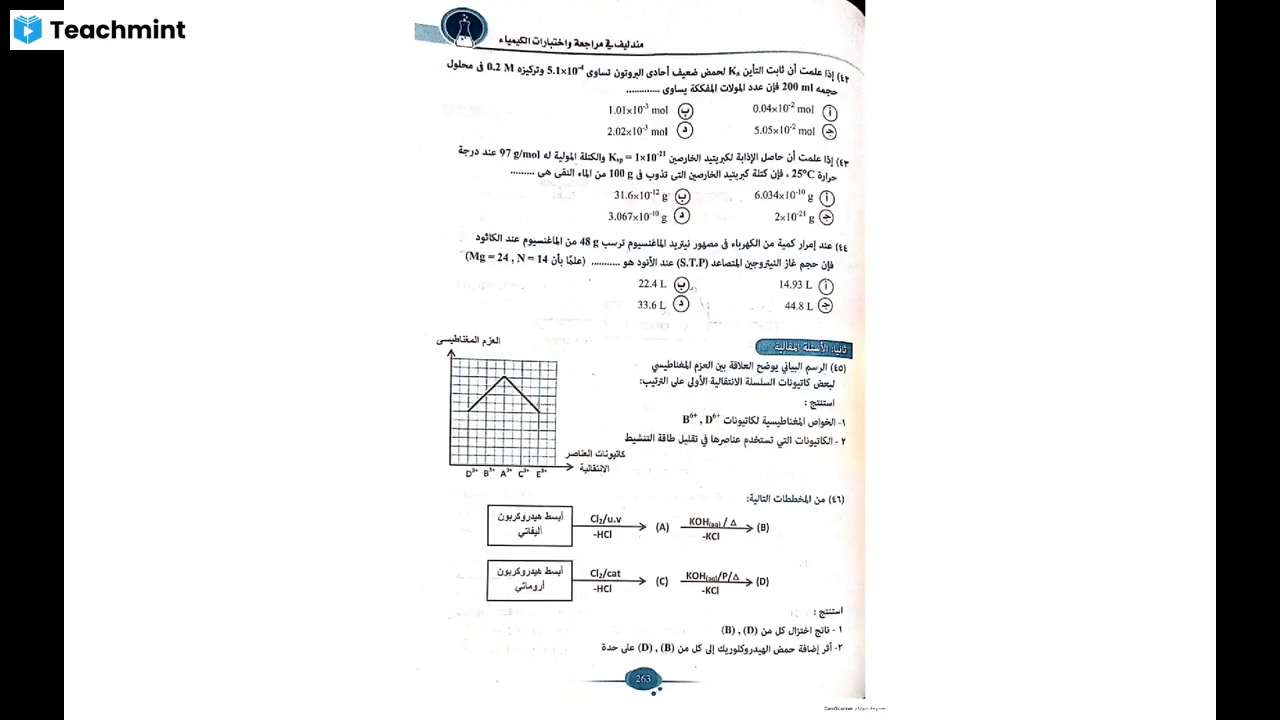 Teachmint
مندليف في مراجعة واختبارات الكيمياء
٤٢) إذا علمت أن ثابت التأين Ka لحمض ضعيف أحادى البروتون تساوى 5.1×10⁻⁴ وتركيزه 0.2 M فى محلول
حجمه 200 ml فإن عدد المولات المفككة يساوى ............
أ 0.04×10⁻² mol ب 1.01×10⁻³ mol
ج 5.05×10⁻² mol د 2.02×10⁻³ mol
٤٣) إذا علمت أن حاصل الإذابة لكبريتيد الخارصين Ksp = 1×10⁻²¹ والكتلة المولية له 97 g/mol عند درجة
حرارة 25°C ، فإن كتلة كبريتيد الخارصين التى تذوب فى 100 g من الماء النقى هى .........
أ 6.034×10⁻¹⁰ g ب 31.6×10⁻¹² g
ج 2×10⁻²¹ g د 3.067×10⁻¹⁰ g
٤٤) عند إمرار كمية من الكهرباء فى مصهور نيتريد الماغنسيوم ترسب 48 g من الماغنسيوم عند الكاثود
فإن حجم غاز النيتروجين المتصاعد (S.T.P) عند الأنود هو ........... (علمًا بأن Mg = 24 , N = 14)
أ 14.93 L ب 22.4 L
ج 44.8 L د 33.6 L
ثانيا: الأسئلة المقالية
٤٥) الرسم البياني يوضح العلاقة بين العزم المغناطيسي
لبعض كاتيونات السلسلة الانتقالية الأولى على الترتيب:
استنتج :
١- الخواص المغناطيسية لكاتيونات B⁶⁺ , D⁶⁺
٢- الكاتيونات التي تستخدم عناصرها في تقليل طاقة التنشيط
العزم المغناطيسى
كاتيونات العناصر
الانتقالية
D³⁺ B³⁺ A³⁺ C³⁺ E³⁺
٤٦) من المخططات التالية:
أبسط هيدروكربون
أليفاتي
Cl₂/u.v
-HCl
(A)
KOH(aq) / Δ
-KCl
(B)
أبسط هيدروكربون
أروماتي
Cl₂/cat
-HCl
(C)
KOH(aq)/P/Δ
-KCl
(D)
استنتج :
١- ناتج اختزال كل من (D) , (B)
٢- أثر إضافة حمض الهيدروكلوريك إلى كل من (B) , (D) على حدة
263
CamScanner